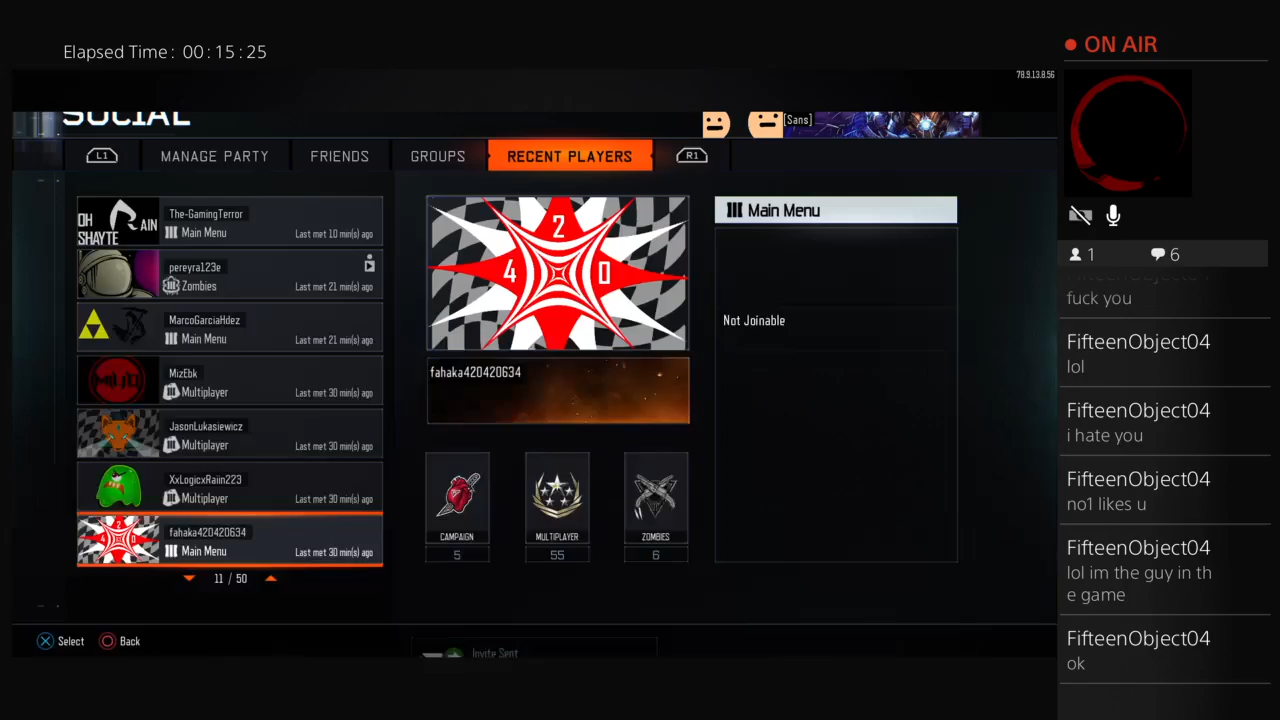 Elapsed Time: 00:15:25
ON AIR
78.9.13.8.56
SOCIAL
[Sans]
L1
MANAGE PARTY
FRIENDS
GROUPS
RECENT PLAYERS
R1
OH SHAYTE
RAIN
The-GamingTerror
Main Menu
Last met 10 min(s) ago
pereyra123e
Zombies
Last met 21 min(s) ago
MarcoGarciaHdez
Main Menu
Last met 21 min(s) ago
MizEbk
Multiplayer
Last met 30 min(s) ago
JasonLukasiewicz
Multiplayer
Last met 30 min(s) ago
XxLogicxRaiin223
Multiplayer
Last met 30 min(s) ago
2
4 0
fahaka420420634
Main Menu
Last met 30 min(s) ago
11 / 50
2
4 0
fahaka420420634
CAMPAIGN
5
MULTIPLAYER
55
ZOMBIES
6
Main Menu
Not Joinable
Select
Back
Invite Sent
1
6
fuck you
FifteenObject04
lol
FifteenObject04
i hate you
FifteenObject04
no1 likes u
FifteenObject04
lol im the guy in th
e game
FifteenObject04
ok